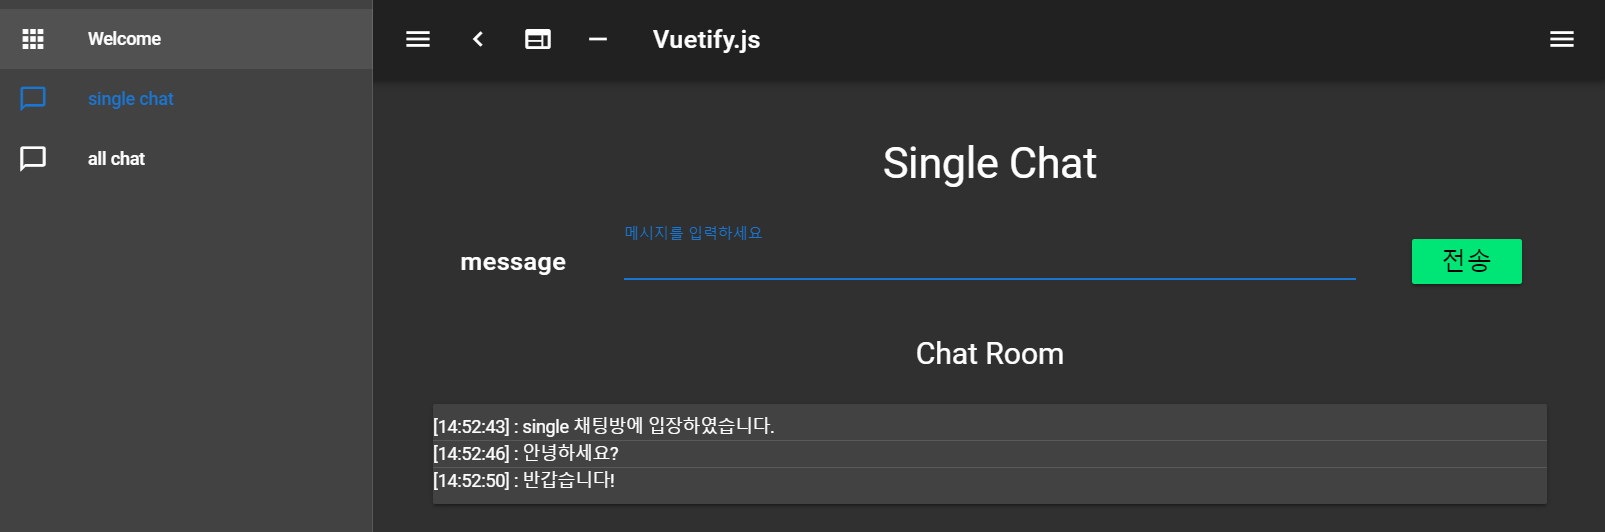 Welcome
single chat
all chat
Vuetify.js
Single Chat
메시지를 입력하세요
message
전송
Chat Room
[14:52:43] : single 채팅방에 입장하였습니다.
[14:52:46] : 안녕하세요?
[14:52:50] : 반갑습니다!